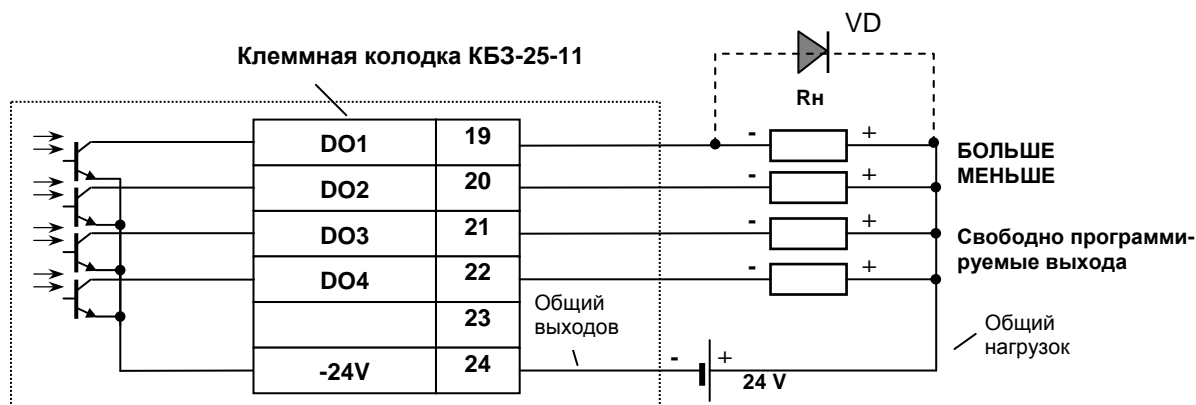 VD
Клеммная колодка КБЗ-25-11
Rн
DO1 19 - + БОЛЬШЕ
DO2 20 - + МЕНЬШЕ
DO3 21 - + Свободно программи-
DO4 22 - + руемые выхода
23
Общий
выходов
Общий
нагрузок
-24V 24 - +
24 V